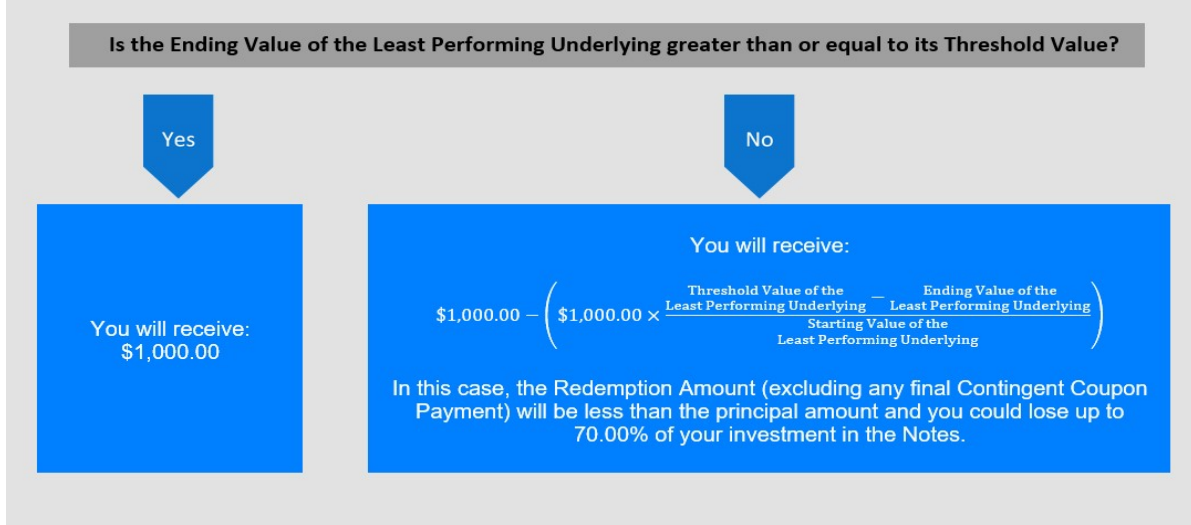 Is the Ending Value of the Least Performing Underlying greater than or equal to its Threshold Value?
Yes
No
You will receive:
$1,000.00
You will receive:
$1,000.00 − ($1,000.00 × (Threshold Value of the Least Performing Underlying − Ending Value of the Least Performing Underlying) / Starting Value of the Least Performing Underlying)
In this case, the Redemption Amount (excluding any final Contingent Coupon
Payment) will be less than the principal amount and you could lose up to
70.00% of your investment in the Notes.